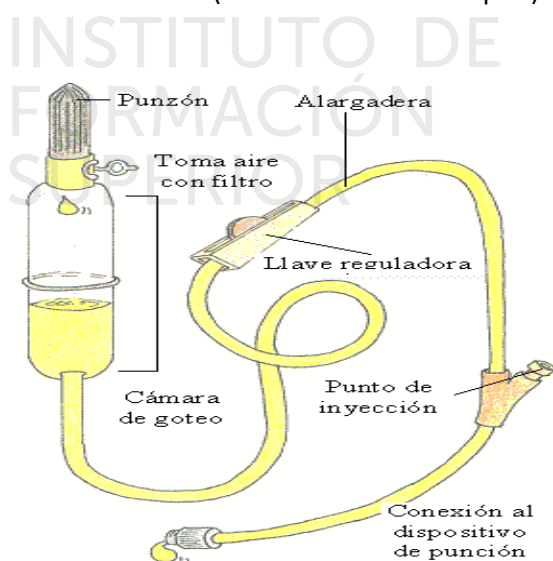 INSTITUTO DE
FORMACIÓN
SUPERIOR
Punzón
Alargadera
Toma aire
con filtro
Llave reguladora
Cámara
de goteo
Punto de
inyección
Conexión al
dispositivo
de punción